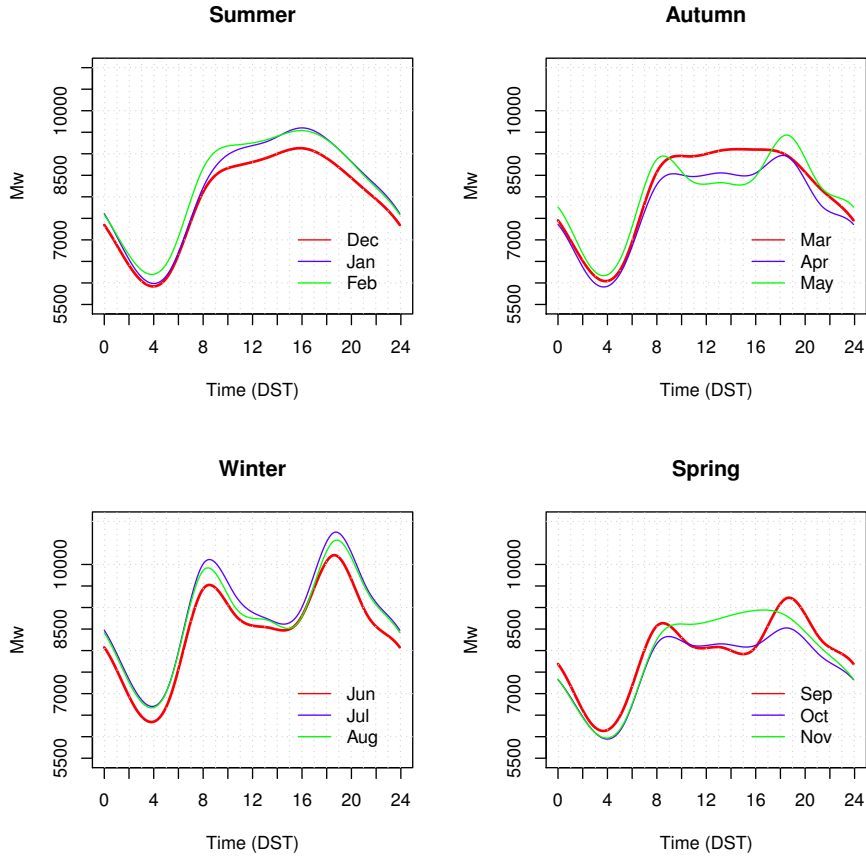 Summer
Mw
10000
8500
7000
5500
Dec
Jan
Feb
0 4 8 12 16 20 24
Time (DST)
Autumn
Mw
10000
8500
7000
5500
Mar
Apr
May
0 4 8 12 16 20 24
Time (DST)
Winter
Mw
10000
8500
7000
5500
Jun
Jul
Aug
0 4 8 12 16 20 24
Time (DST)
Spring
Mw
10000
8500
7000
5500
Sep
Oct
Nov
0 4 8 12 16 20 24
Time (DST)